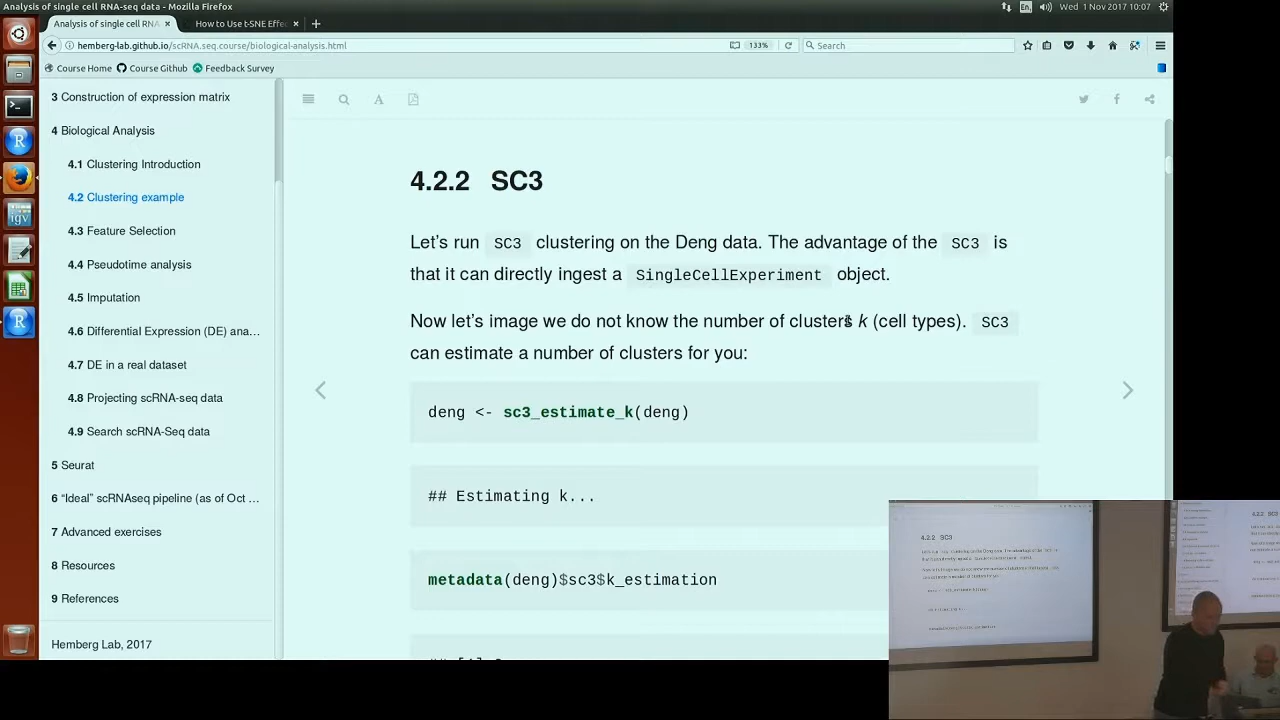 Analysis of single cell RNA-seq data - Mozilla Firefox
En
Wed 1 Nov 2017 10:07
Analysis of single cell RNA
How to Use t-SNE Effe
hemberg-lab.github.io/scRNA.seq.course/biological-analysis.html
133%
Search
Course Home
Course Github
Feedback Survey
3 Construction of expression matrix
4 Biological Analysis
4.1 Clustering Introduction
4.2 Clustering example
4.3 Feature Selection
4.4 Pseudotime analysis
4.5 Imputation
4.6 Differential Expression (DE) ana…
4.7 DE in a real dataset
4.8 Projecting scRNA-seq data
4.9 Search scRNA-Seq data
5 Seurat
6 “Ideal” scRNAseq pipeline (as of Oct …
7 Advanced exercises
8 Resources
9 References
Hemberg Lab, 2017
A
4.2.2 SC3
Let’s run SC3 clustering on the Deng data. The advantage of the SC3 is
that it can directly ingest a SingleCellExperiment object.
Now let’s image we do not know the number of clusters k (cell types). SC3
can estimate a number of clusters for you:
deng <- sc3_estimate_k(deng)
## Estimating k...
metadata(deng)$sc3$k_estimation
R
igv
R
4.2.2 SC3